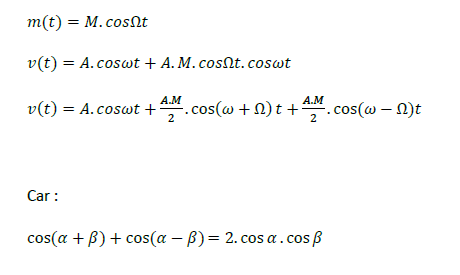 m(t) = M.cosΩt
v(t) = A.cosωt + A.M.cosΩt.cosωt
v(t) = A.cosωt + A.M/2 .cos(ω + Ω) t + A.M/2 .cos(ω − Ω)t
Car :
cos(α + β) + cos(α − β) = 2. cos α . cos β